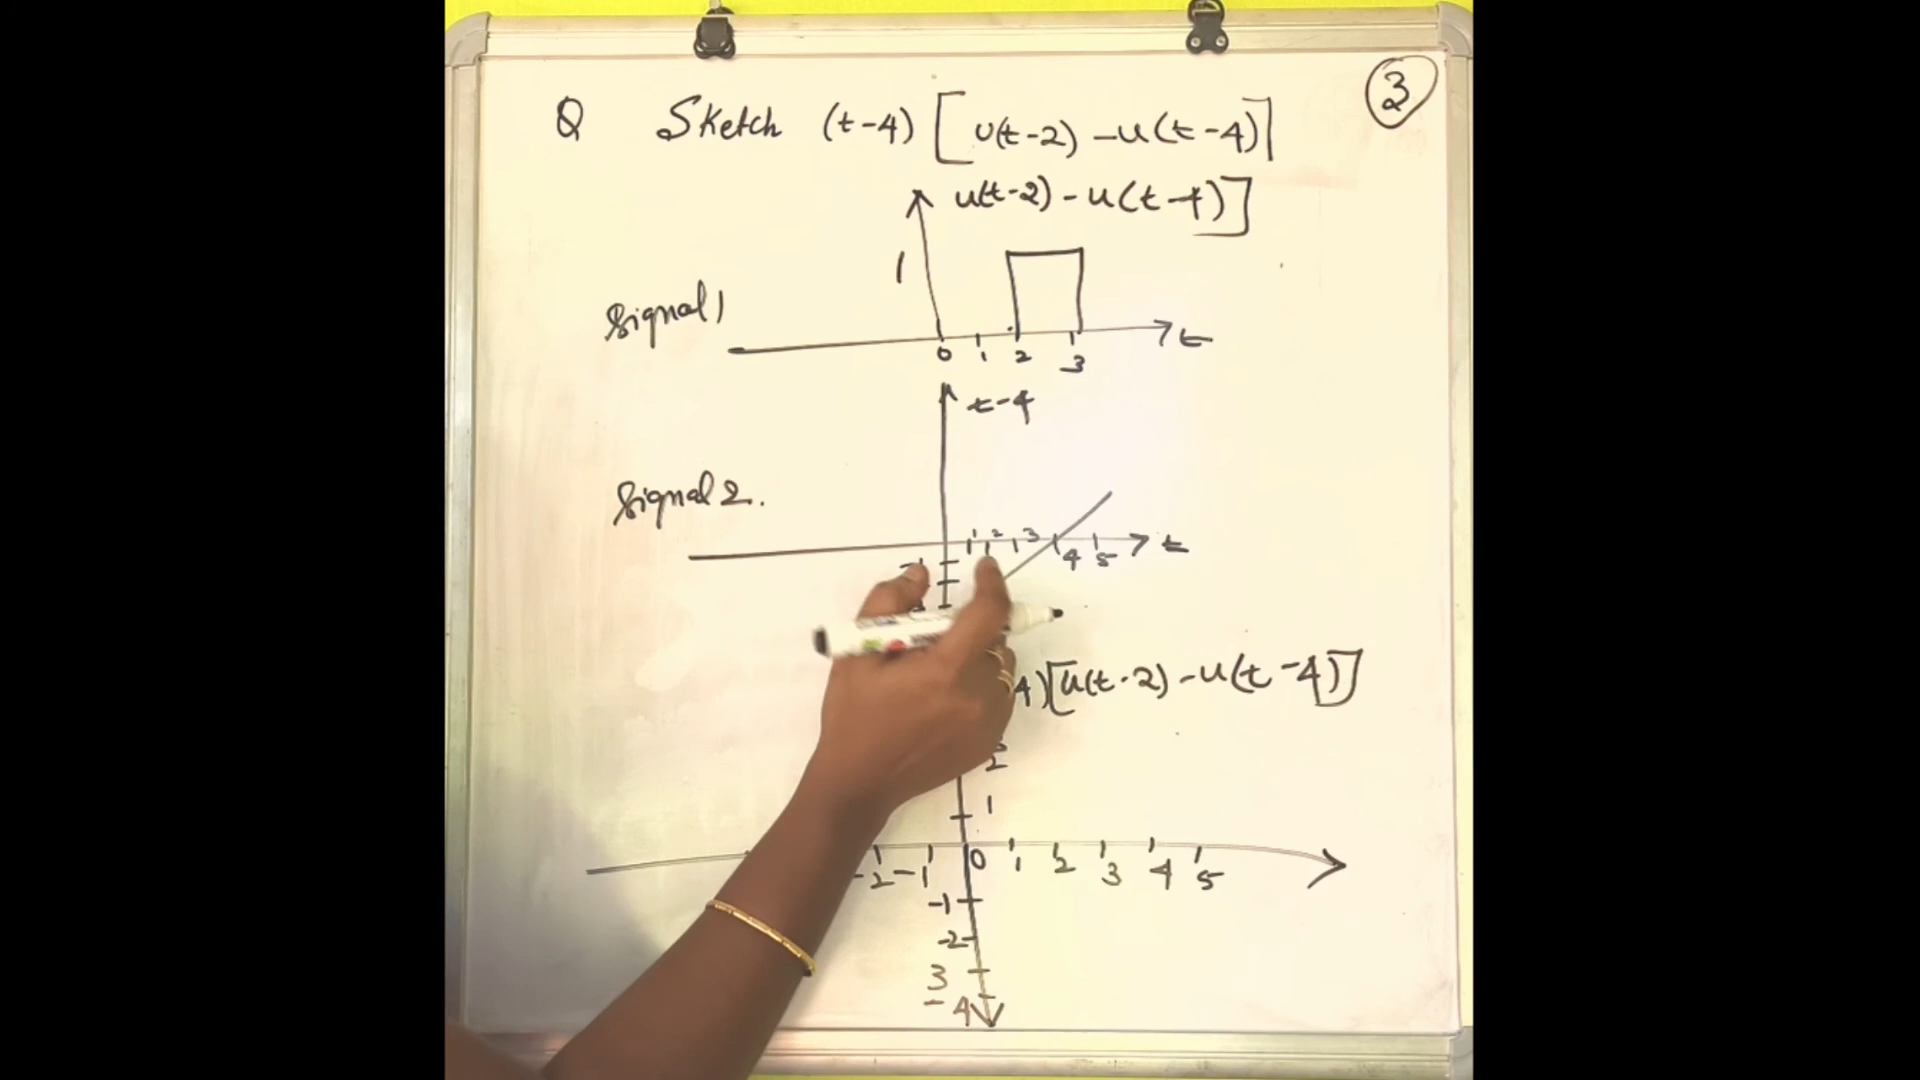 Q Sketch (t-4) [u(t-2) -u(t-4)]
3
u(t-2) - u(t-4)]
1
Signal 1
t
0 1 2 3
t-4
Signal 2.
1 2 3 4 5 t
-1
4)[u(t-2) -u(t-4)]
2
1
-2 -1 0 1 2 3 4 5
-1
-2
3
-4